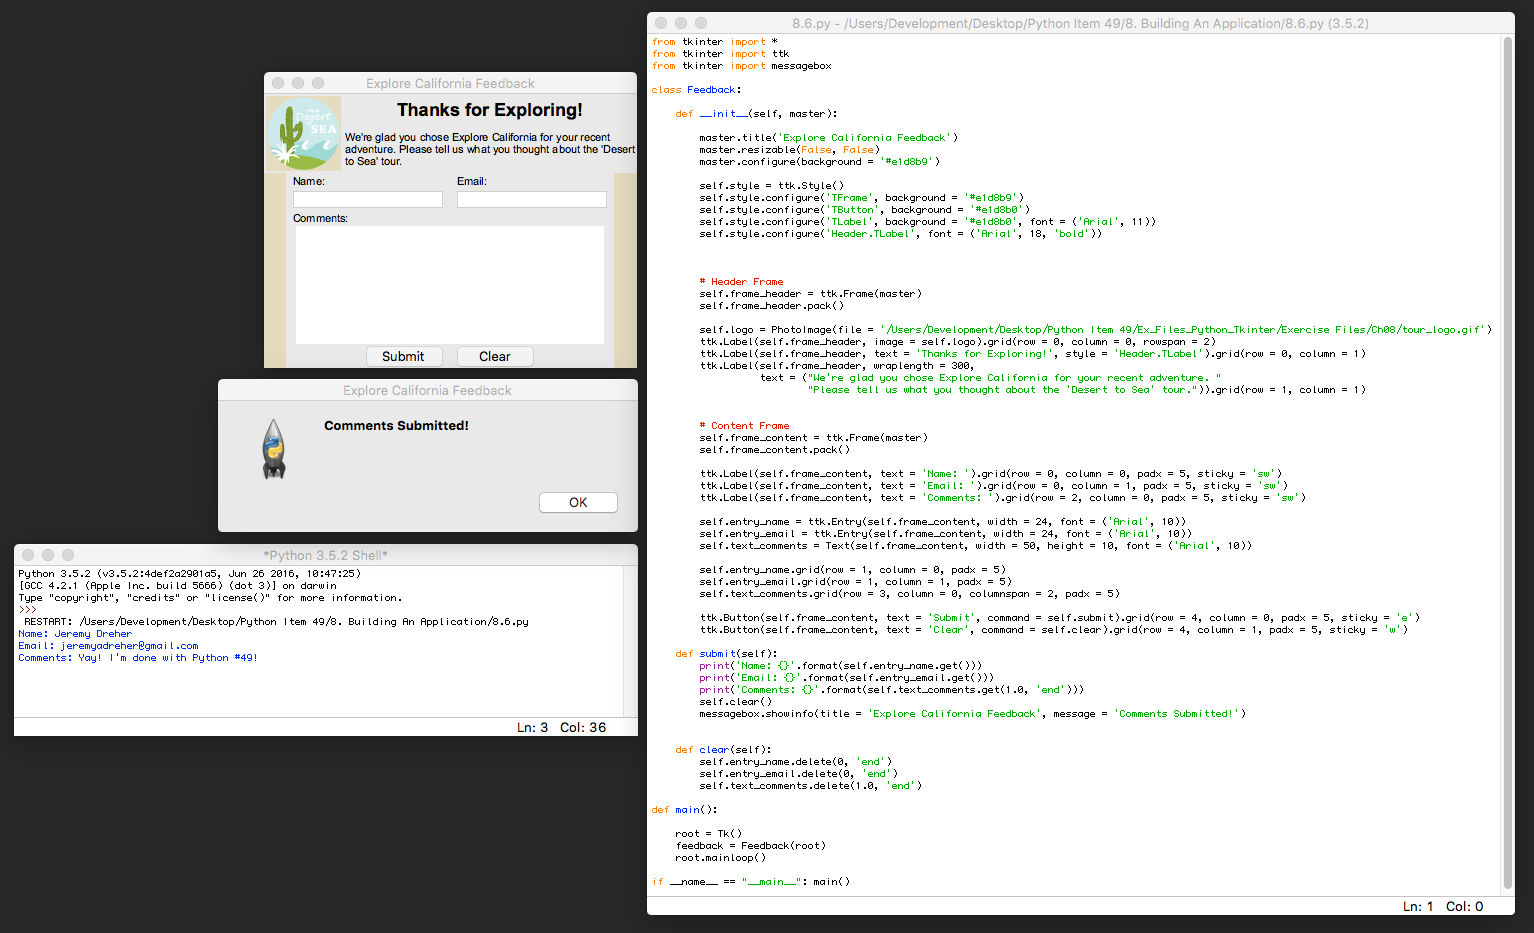 Explore California Feedback
Desert
SEA
Thanks for Exploring!
We're glad you chose Explore California for your recent
adventure. Please tell us what you thought about the 'Desert
to Sea' tour.
Name: Email:
Comments:
Submit Clear
Explore California Feedback
Comments Submitted!
OK
*Python 3.5.2 Shell*
Python 3.5.2 (v3.5.2:4def2a2901a5, Jun 26 2016, 10:47:25)
[GCC 4.2.1 (Apple Inc. build 5666) (dot 3)] on darwin
Type "copyright", "credits" or "license()" for more information.
>>>
 RESTART: /Users/Development/Desktop/Python Item 49/8. Building An Application/8.6.py
Name: Jeremy Dreher
Email: jeremyadreher@gmail.com
Comments: Yay! I'm done with Python #49!
Ln: 3 Col: 36
8.6.py - /Users/Development/Desktop/Python Item 49/8. Building An Application/8.6.py (3.5.2)
from tkinter import *
from tkinter import ttk
from tkinter import messagebox
class Feedback:
    def __init__(self, master):
        master.title('Explore California Feedback')
        master.resizable(False, False)
        master.configure(background = '#e1d8b9')
        self.style = ttk.Style()
        self.style.configure('TFrame', background = '#e1d8b9')
        self.style.configure('TButton', background = '#e1d8b0')
        self.style.configure('TLabel', background = '#e1d8b0', font = ('Arial', 11))
        self.style.configure('Header.TLabel', font = ('Arial', 18, 'bold'))
        # Header Frame
        self.frame_header = ttk.Frame(master)
        self.frame_header.pack()
        self.logo = PhotoImage(file = '/Users/Development/Desktop/Python Item 49/Ex_Files_Python_Tkinter/Exercise Files/Ch08/tour_logo.gif')
        ttk.Label(self.frame_header, image = self.logo).grid(row = 0, column = 0, rowspan = 2)
        ttk.Label(self.frame_header, text = 'Thanks for Exploring!', style = 'Header.TLabel').grid(row = 0, column = 1)
        ttk.Label(self.frame_header, wraplength = 300,
                  text = ("We're glad you chose Explore California for your recent adventure. "
                          "Please tell us what you thought about the 'Desert to Sea' tour.")).grid(row = 1, column = 1)
        # Content Frame
        self.frame_content = ttk.Frame(master)
        self.frame_content.pack()
        ttk.Label(self.frame_content, text = 'Name: ').grid(row = 0, column = 0, padx = 5, sticky = 'sw')
        ttk.Label(self.frame_content, text = 'Email: ').grid(row = 0, column = 1, padx = 5, sticky = 'sw')
        ttk.Label(self.frame_content, text = 'Comments: ').grid(row = 2, column = 0, padx = 5, sticky = 'sw')
        self.entry_name = ttk.Entry(self.frame_content, width = 24, font = ('Arial', 10))
        self.entry_email = ttk.Entry(self.frame_content, width = 24, font = ('Arial', 10))
        self.text_comments = Text(self.frame_content, width = 50, height = 10, font = ('Arial', 10))
        self.entry_name.grid(row = 1, column = 0, padx = 5)
        self.entry_email.grid(row = 1, column = 1, padx = 5)
        self.text_comments.grid(row = 3, column = 0, columnspan = 2, padx = 5)
        ttk.Button(self.frame_content, text = 'Submit', command = self.submit).grid(row = 4, column = 0, padx = 5, sticky = 'e')
        ttk.Button(self.frame_content, text = 'Clear', command = self.clear).grid(row = 4, column = 1, padx = 5, sticky = 'w')
    def submit(self):
        print('Name: {}'.format(self.entry_name.get()))
        print('Email: {}'.format(self.entry_email.get()))
        print('Comments: {}'.format(self.text_comments.get(1.0, 'end')))
        self.clear()
        messagebox.showinfo(title = 'Explore California Feedback', message = 'Comments Submitted!')
    def clear(self):
        self.entry_name.delete(0, 'end')
        self.entry_email.delete(0, 'end')
        self.text_comments.delete(1.0, 'end')
def main():
    root = Tk()
    feedback = Feedback(root)
    root.mainloop()
if __name__ == "__main__": main()
Ln: 1 Col: 0